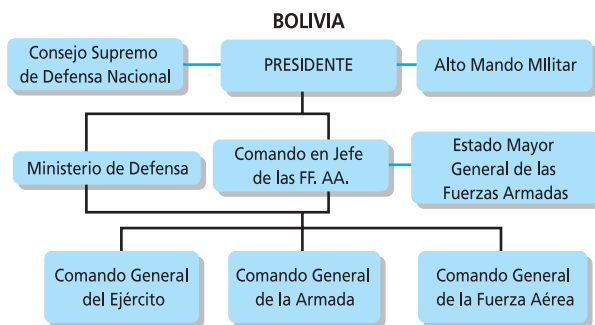 BOLIVIA
Consejo Supremo
de Defensa Nacional
PRESIDENTE
Alto Mando MIlitar
Ministerio de Defensa
Comando en Jefe
de las FF. AA.
Estado Mayor
General de las
Fuerzas Armadas
Comando General
del Ejército
Comando General
de la Armada
Comando General
de la Fuerza Aérea